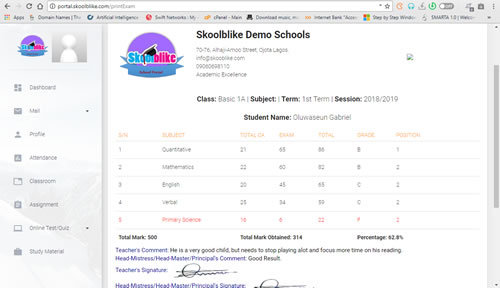 portal.skoolblike.com/printExam
Apps
Domain Names | Th
Artificial Intelligence
Swift Networks : My
cPanel - Main
Download music, m
Internet Bank "Acco
Step by Step Window
SMARTA 1.0 | Welco
Skoolblike
Skoolblike Demo Schools
70-76, Alhaji-Amoo Street, Ojota Lagos.
info@skoolblike.com
09060698110
Academic Excellence
Class: Basic 1A | Subject: | Term: 1st Term | Session: 2018/2019
Student Name: Oluwaseun Gabriel
Dashboard
Mail
Profile
Attendance
Classroom
Assignment
Online Test/Quiz
Study Material
S/N SUBJECT TOTAL CA EXAM TOTAL GRADE POSITION
1 Quantitative 21 65 86 B 1
2 Mathematics 22 60 82 B 2
3 English 20 45 65 C 2
4 Verbal 25 34 59 C 2
5 Primary Science 16 6 22 F 2
Total Mark: 500 Total Mark Obtained: 314 Percentage: 62.8%
Teacher's Comment: He is a very good child, but needs to stop playing alot and focus more time on his reading.
Head-Mistress/Head-Master/Principal's Comment: Good Result.
Teacher's Signature:
Head-Mistress/Head-Master/Principal's Signature: